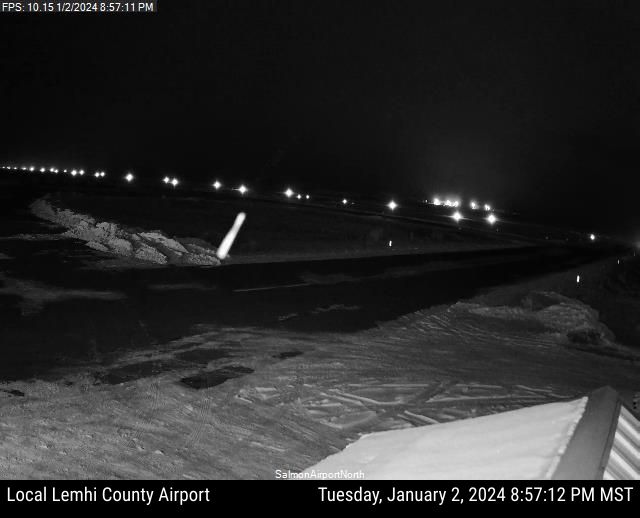 FPS: 10.15 1/2/2024 8:57:11 PM
SalmonAirportNorth
Local Lemhi County Airport
Tuesday, January 2, 2024 8:57:12 PM MST